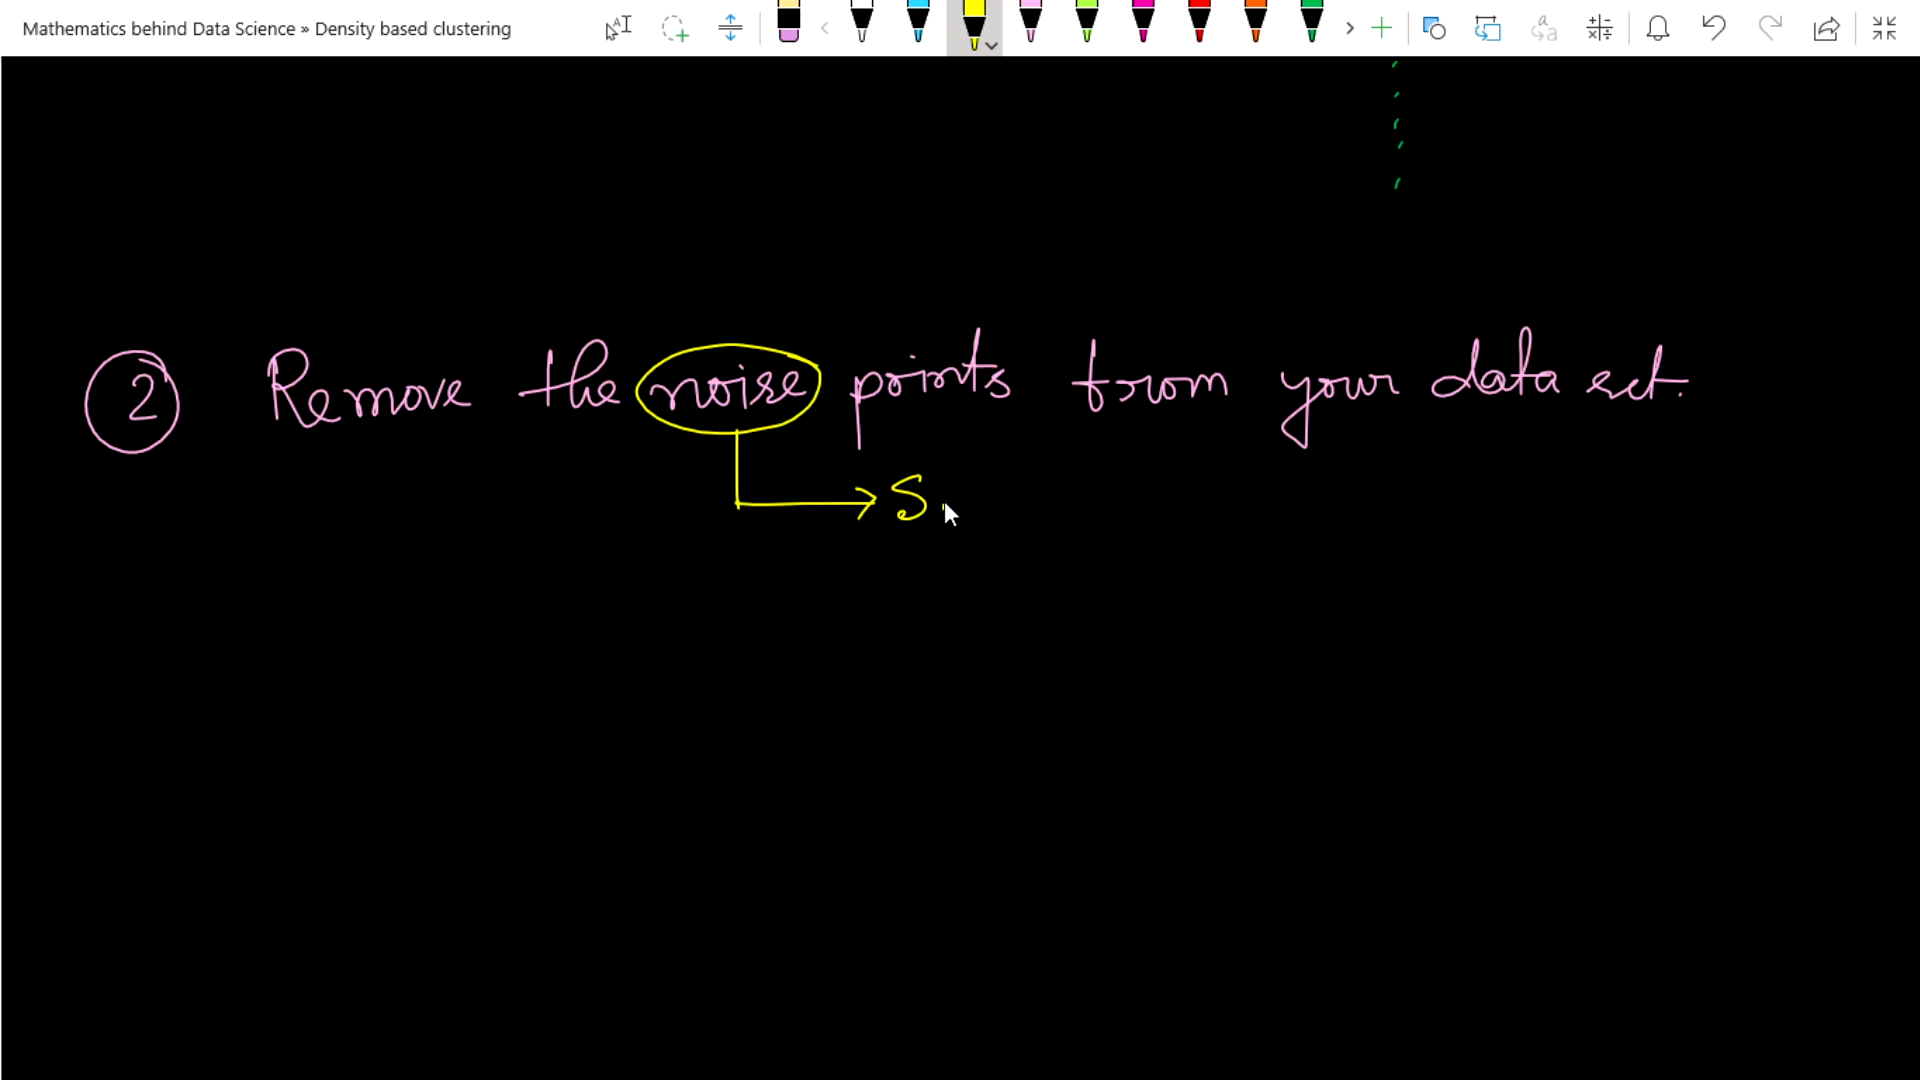 Mathematics behind Data Science » Density based clustering
② Remove the noise points from your data set.
→ S